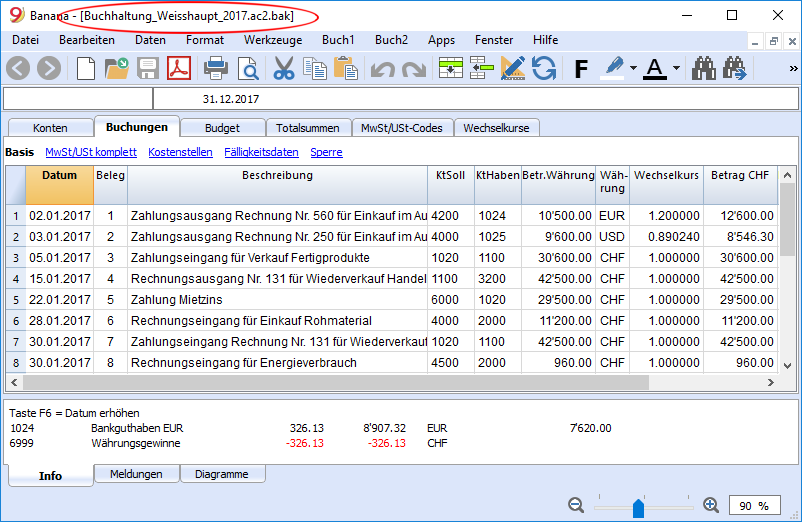 Banana - [Buchhaltung_Weisshaupt_2017.ac2.bak]
Datei Bearbeiten Daten Format Werkzeuge Buch1 Buch2 Apps Fenster Hilfe
F A »
31.12.2017
Konten Buchungen Budget Totalsummen MwSt/USt-Codes Wechselkurse
Basis MwSt/USt komplett Kostenstellen Fälligkeitsdaten Sperre
Datum Beleg Beschreibung KtSoll KtHaben Betr.Währung Wäh-rung Wechselkurs Betrag CHF
1 02.01.2017 1 Zahlungsausgang Rechnung Nr. 560 für Einkauf im Au 4200 1024 10'500.00 EUR 1.200000 12'600.00
2 03.01.2017 2 Zahlungsausgang Rechnung Nr. 250 für Einkauf im Au 4000 1025 9'600.00 USD 0.890240 8'546.30
3 05.01.2017 3 Zahlungseingang für Verkauf Fertigprodukte 1020 1100 30'600.00 CHF 1.000000 30'600.00
4 15.01.2017 4 Rechnungsausgang Nr. 131 für Wiederverkauf Handel 1100 3200 42'500.00 CHF 1.000000 42'500.00
5 22.01.2017 5 Zahlung Mietzins 6000 1020 29'500.00 CHF 1.000000 29'500.00
6 28.01.2017 6 Rechnungseingang für Einkauf Rohmaterial 4000 2000 11'200.00 CHF 1.000000 11'200.00
7 30.01.2017 7 Zahlungseingang Rechnung Nr. 131 für Wiederverkauf 1020 1100 42'500.00 CHF 1.000000 42'500.00
8 30.01.2017 8 Rechnungseingang für Energieverbrauch 4500 2000 960.00 CHF 1.000000 960.00
Taste F6 = Datum erhöhen
1024 Bankguthaben EUR 326.13 8'907.32 EUR 7'620.00
6999 Währungsgewinne -326.13 -326.13 CHF
Info Meldungen Diagramme
90 %